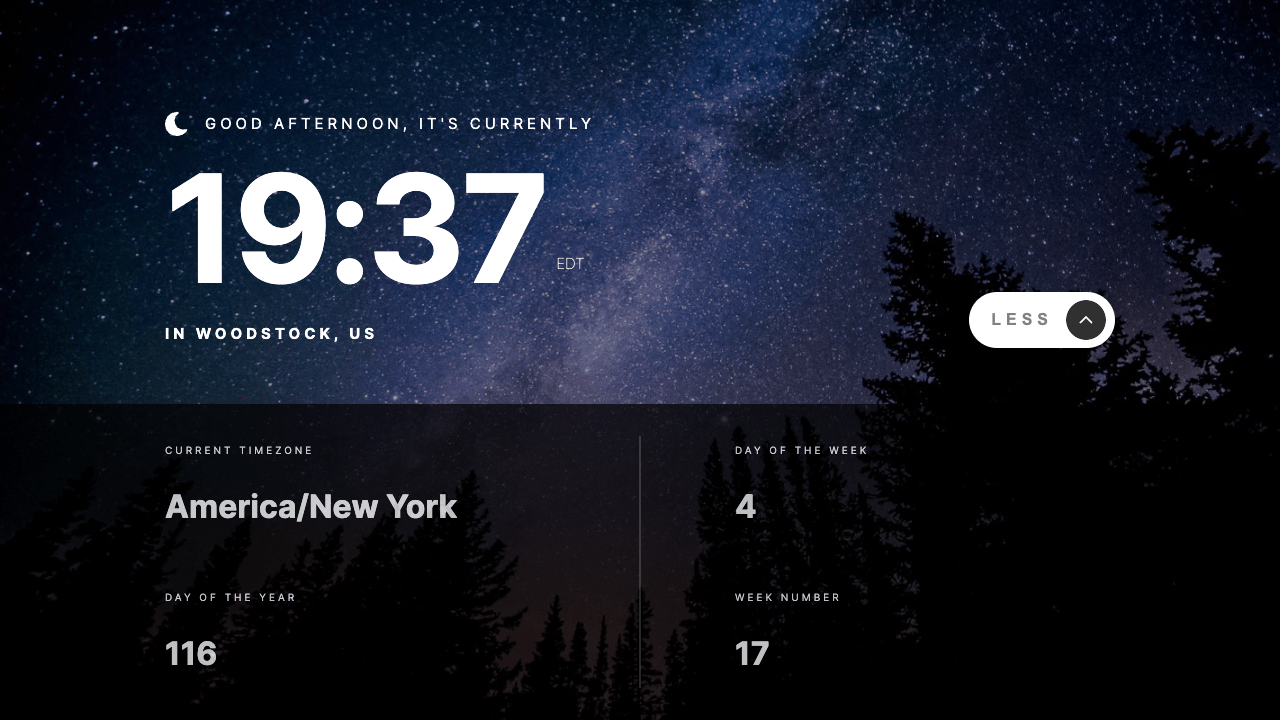 GOOD AFTERNOON, IT'S CURRENTLY
19:37 EDT
IN WOODSTOCK, US
LESS
CURRENT TIMEZONE
America/New York
DAY OF THE YEAR
116
DAY OF THE WEEK
4
WEEK NUMBER
17